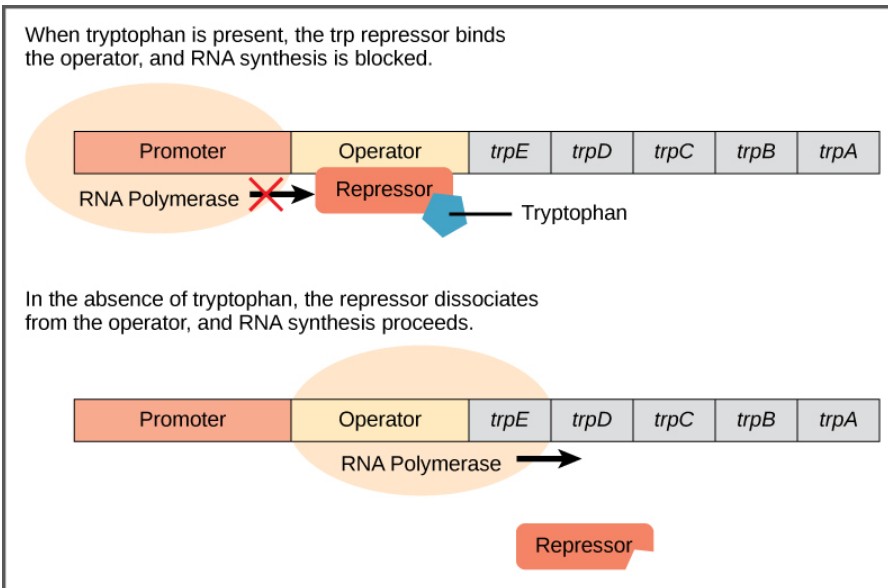 When tryptophan is present, the trp repressor binds
the operator, and RNA synthesis is blocked.
Promoter Operator trpE trpD trpC trpB trpA
RNA Polymerase Repressor
Tryptophan
In the absence of tryptophan, the repressor dissociates
from the operator, and RNA synthesis proceeds.
Promoter Operator trpE trpD trpC trpB trpA
RNA Polymerase
Repressor